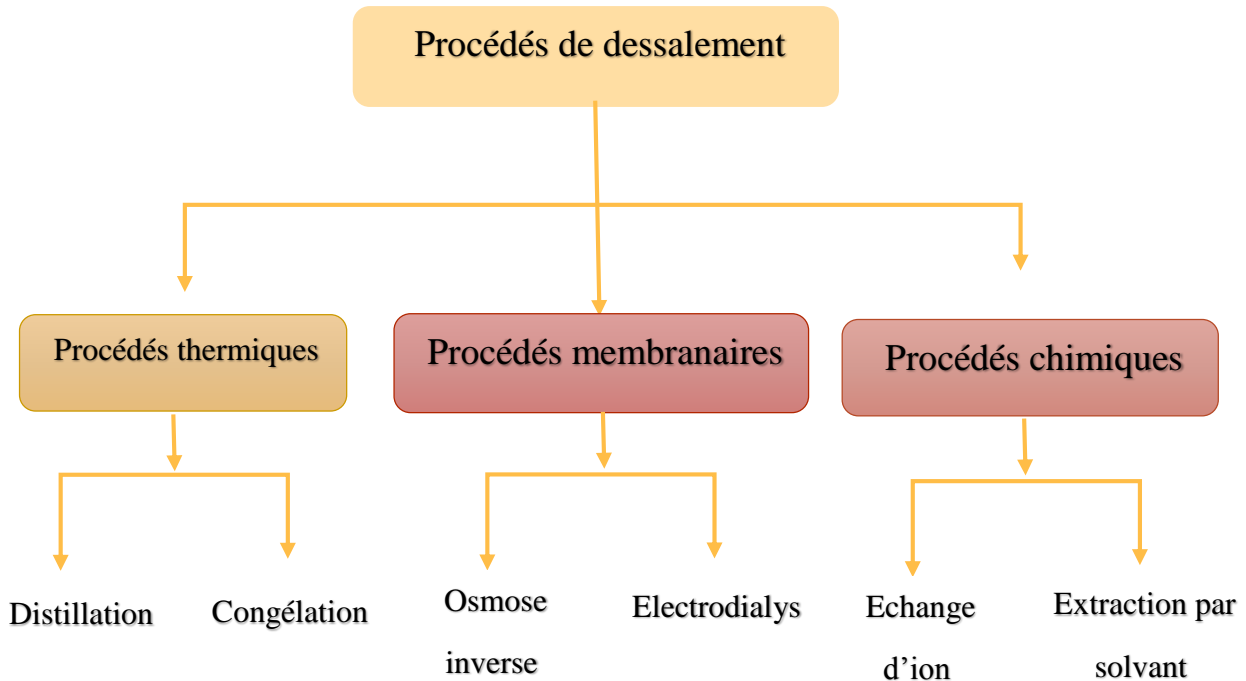 Procédés de dessalement
Procédés thermiques
Procédés membranaires
Procédés chimiques
Distillation
Congélation
Osmose
inverse
Electrodialys
Echange
d’ion
Extraction par
solvant